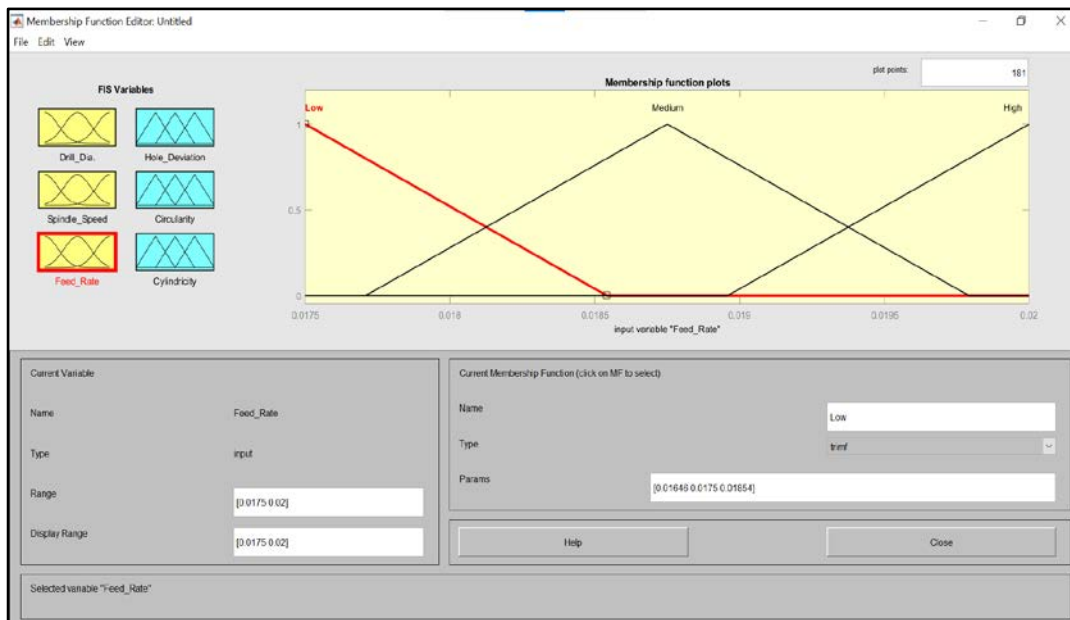 Membership Function Editor: Untitled
File Edit View
FIS Variables
Drill_Dia.
Hole_Deviation
Spindle_Speed
Circularity
Feed_Rate
Cylindricity
plot points:
181
Membership function plots
Low
Medium
High
1
0.5
0
0.0175
0.018
0.0185
0.019
0.0195
0.02
input variable "Feed_Rate"
Current Variable
Name
Feed_Rate
Type
input
Range
[0.0175 0.02]
Display Range
[0.0175 0.02]
Current Membership Function (click on MF to select)
Name
Low
Type
trimf
Params
[0.01646 0.0175 0.01854]
Help
Close
Selected variable "Feed_Rate"